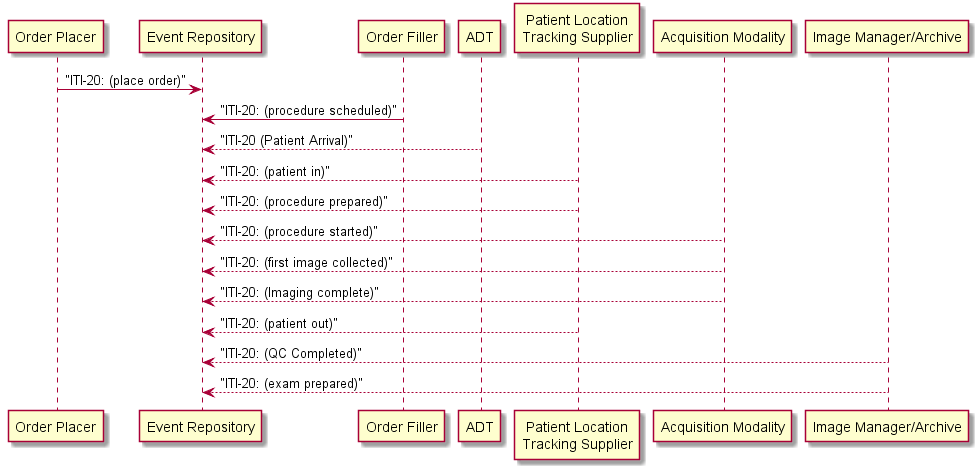 Order Placer
Event Repository
Order Filler
ADT
Patient Location
Tracking Supplier
Acquisition Modality
Image Manager/Archive
"ITI-20: (place order)"
"ITI-20: (procedure scheduled)"
"ITI-20 (Patient Arrival)"
"ITI-20: (patient in)"
"ITI-20: (procedure prepared)"
"ITI-20: (procedure started)"
"ITI-20: (first image collected)"
"ITI-20: (Imaging complete)"
"ITI-20: (patient out)"
"ITI-20: (QC Completed)"
"ITI-20: (exam prepared)"
Order Placer
Event Repository
Order Filler
ADT
Patient Location
Tracking Supplier
Acquisition Modality
Image Manager/Archive